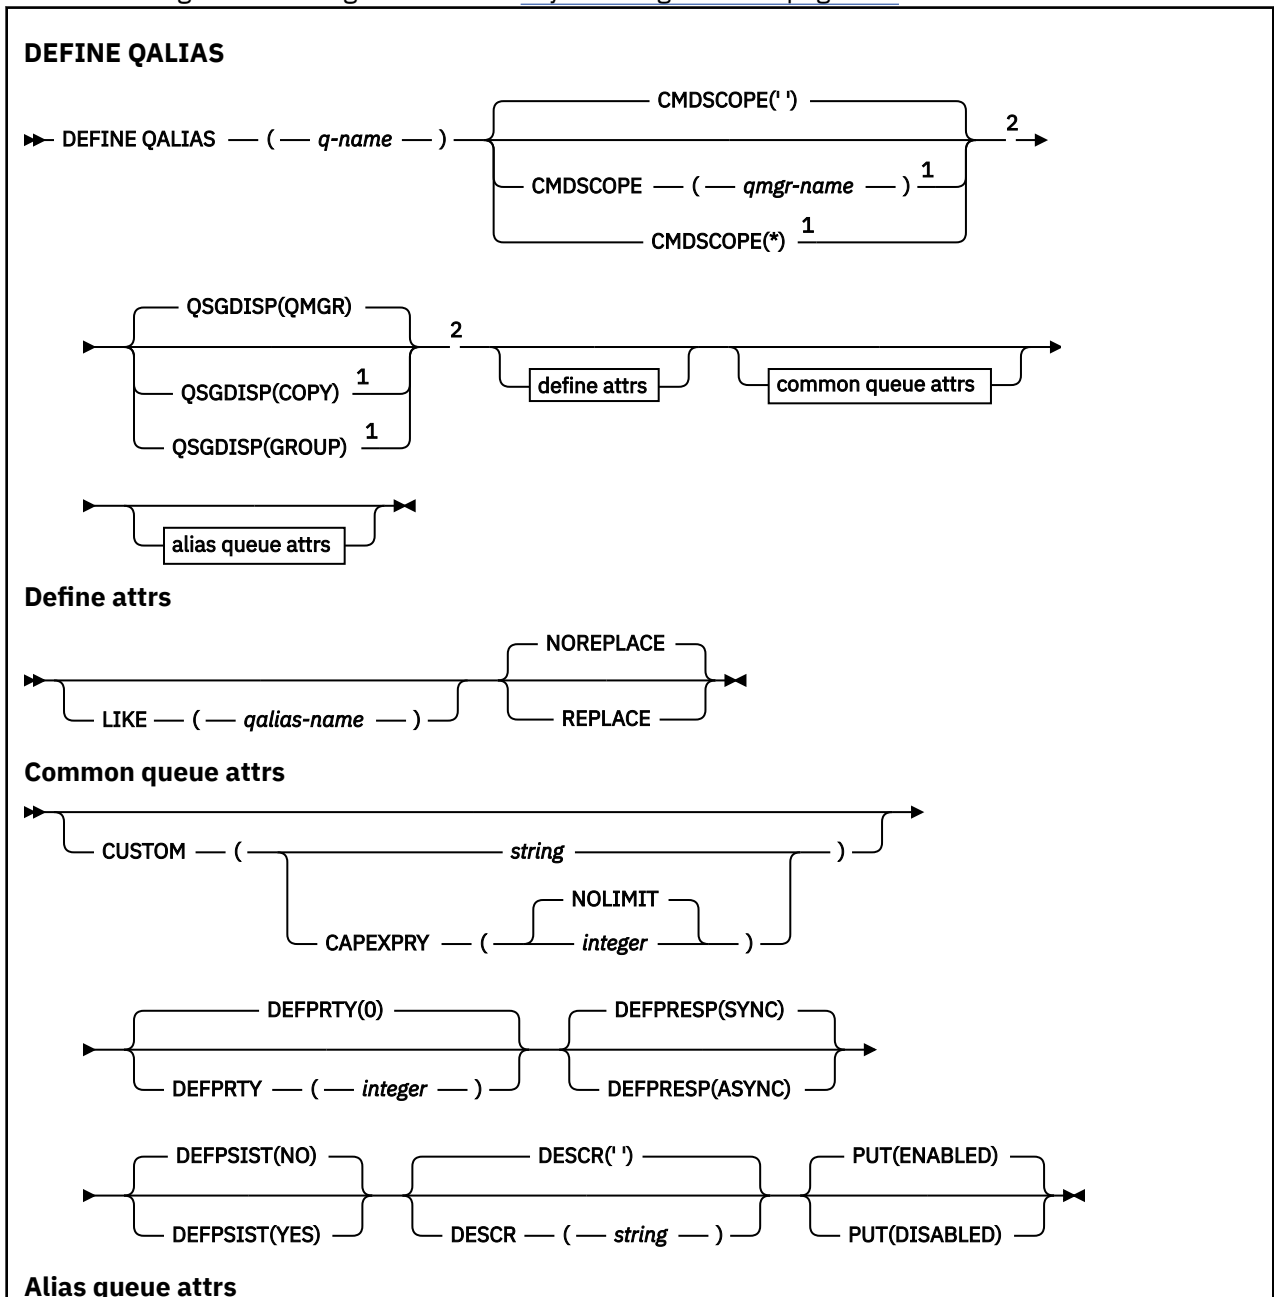 DEFINE QALIAS
CMDSCOPE(' ')
DEFINE QALIAS ( q-name ) 2
CMDSCOPE ( qmgr-name ) 1
CMDSCOPE(*) 1
QSGDISP(QMGR)
2
define attrs common queue attrs
QSGDISP(COPY) 1
QSGDISP(GROUP) 1
alias queue attrs
Define attrs
NOREPLACE
LIKE ( qalias-name ) REPLACE
Common queue attrs
CUSTOM ( string )
NOLIMIT
CAPEXPRY ( integer )
DEFPRTY(0) DEFPRESP(SYNC)
DEFPRTY ( integer ) DEFPRESP(ASYNC)
DEFPSIST(NO) DESCR(' ') PUT(ENABLED)
DEFPSIST(YES) DESCR ( string ) PUT(DISABLED)
Alias queue attrs